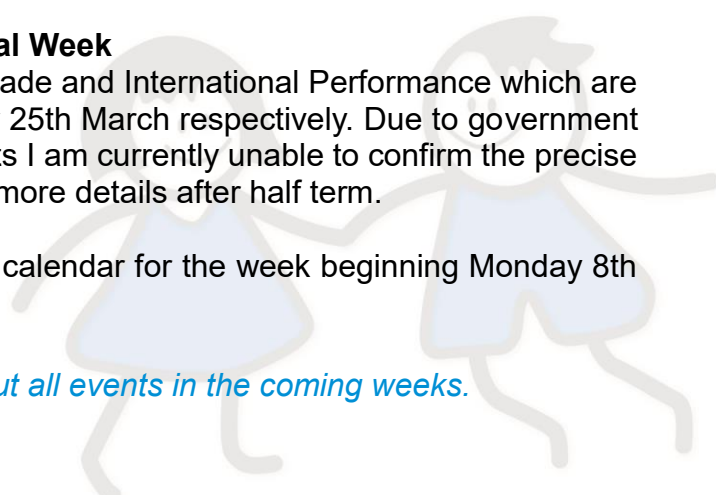 al Week
ade and International Performance which are
25th March respectively. Due to government
ts I am currently unable to confirm the precise
more details after half term.
calendar for the week beginning Monday 8th
ut all events in the coming weeks.